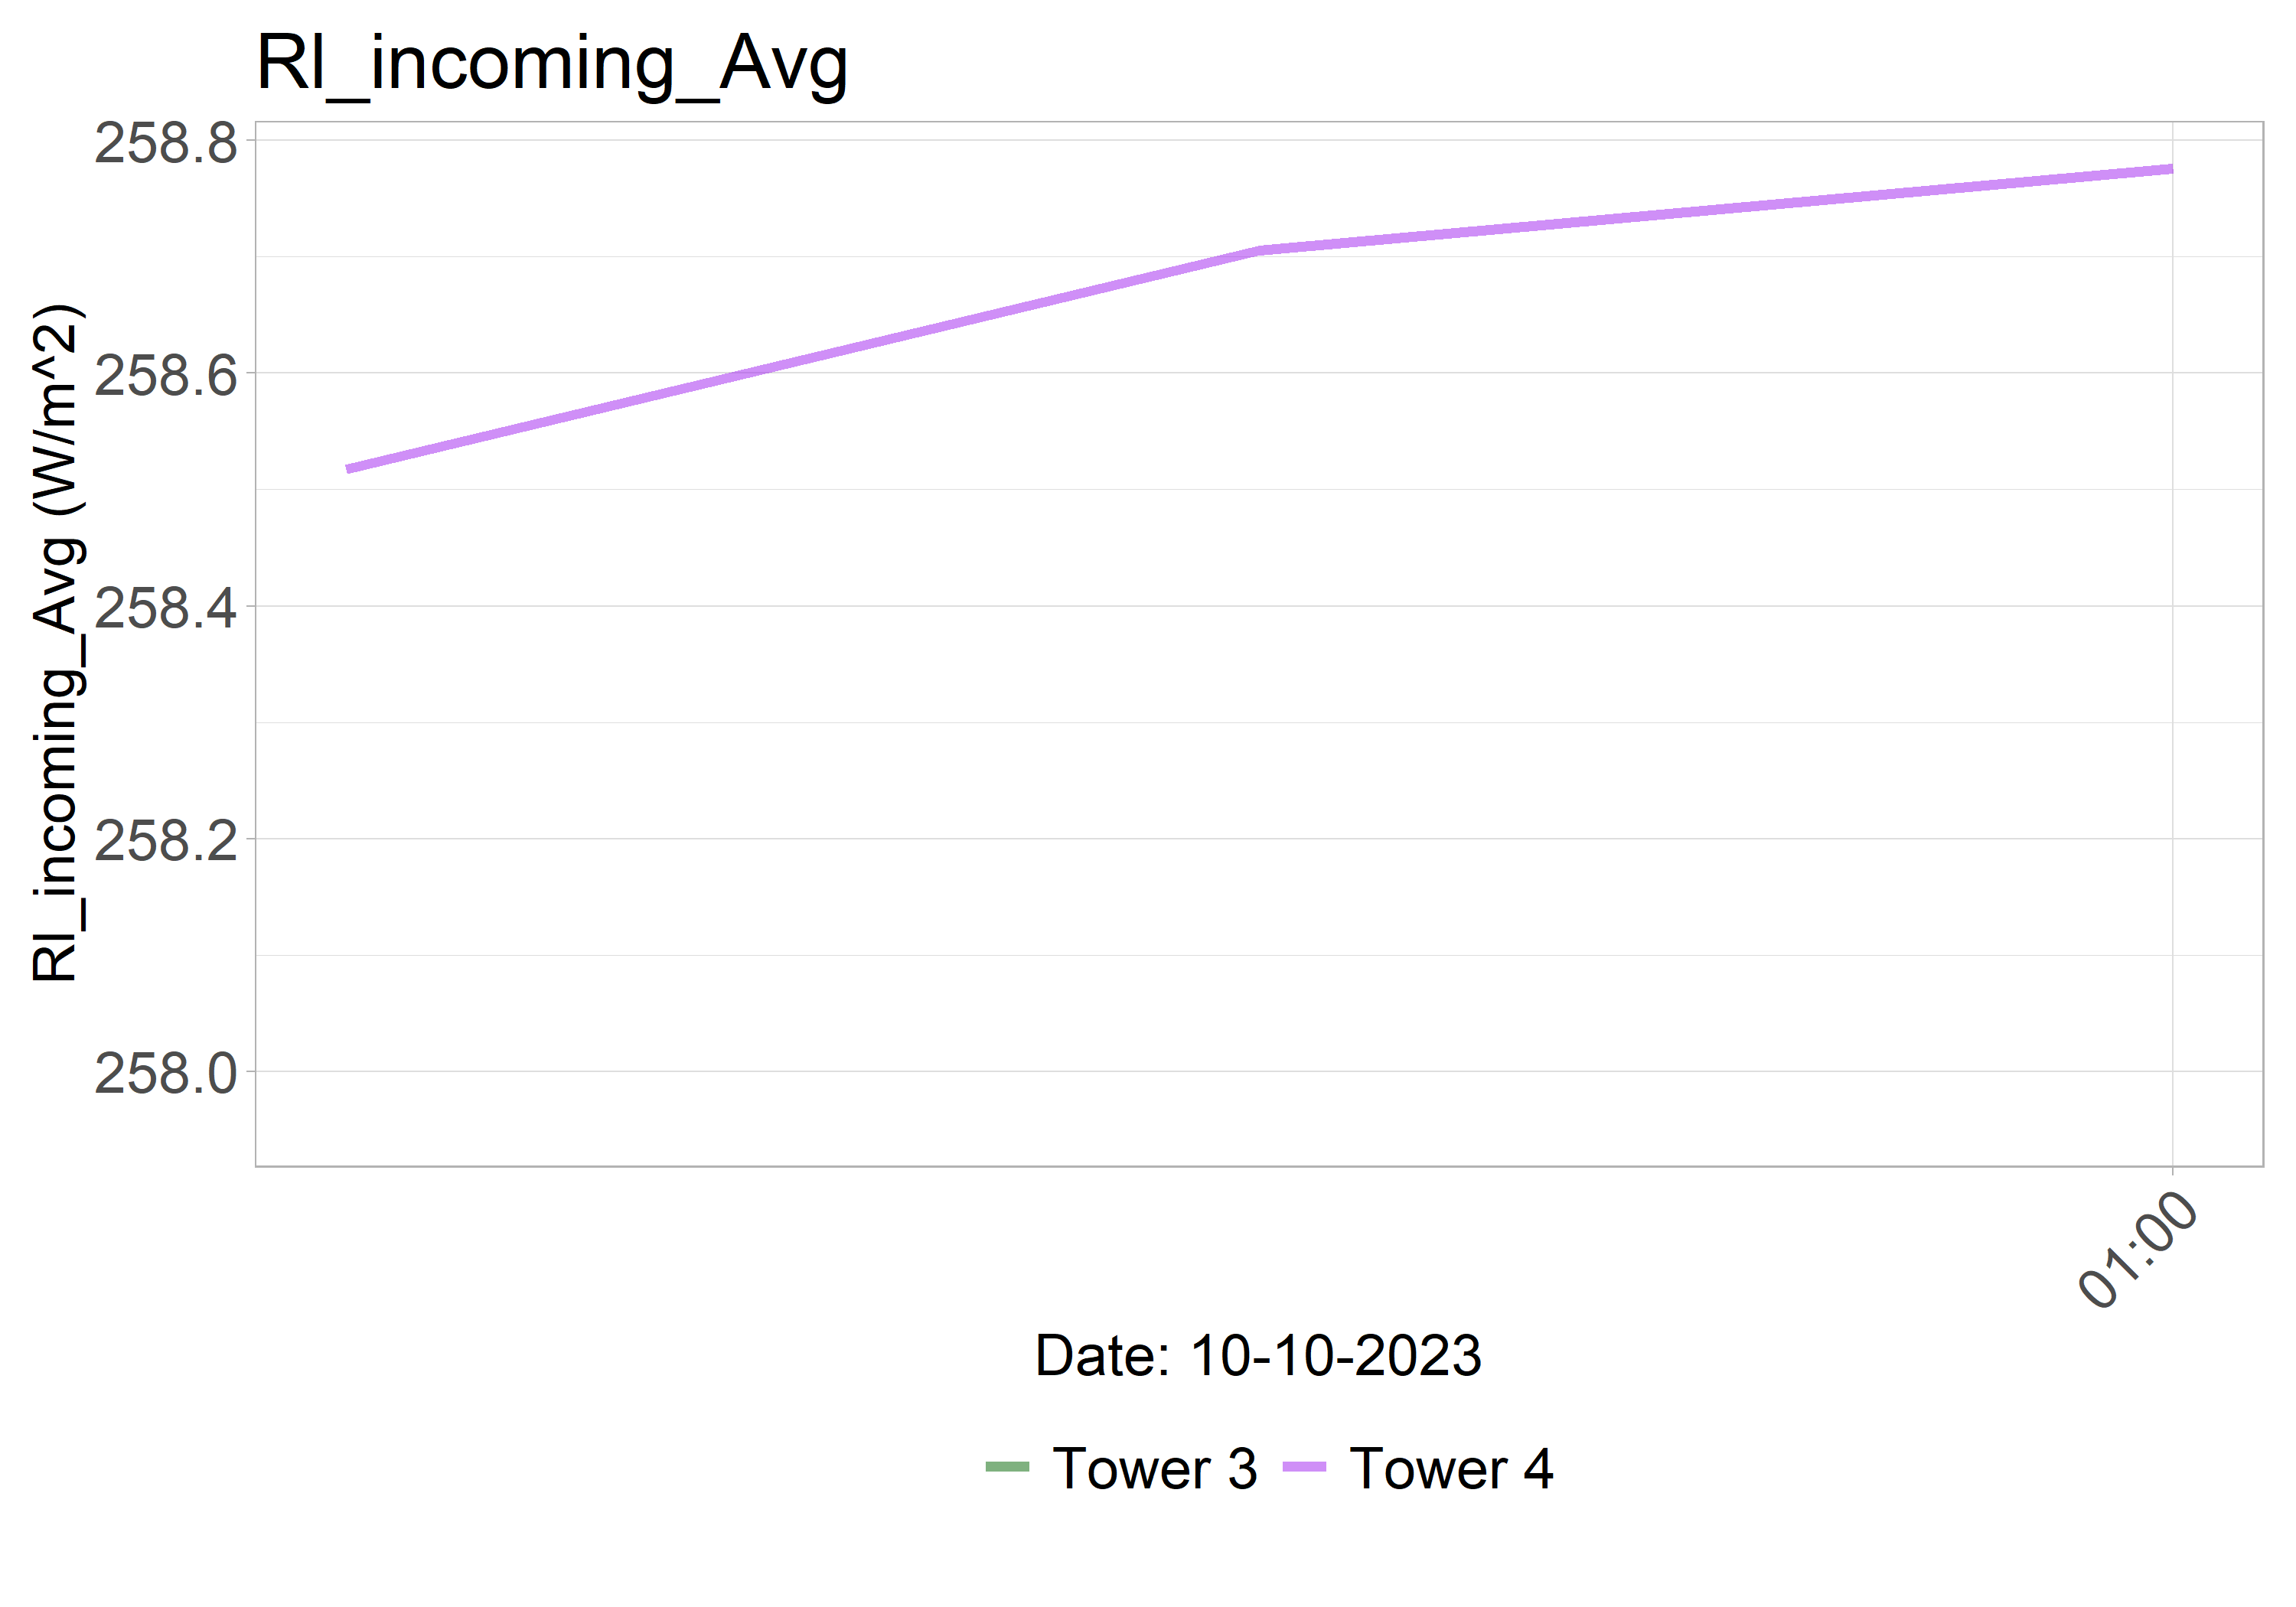 Rl_incoming_Avg
Rl_incoming_Avg (W/m^2)
258.8
258.6
258.4
258.2
258.0
01:00
Date: 10-10-2023
Tower 3 Tower 4